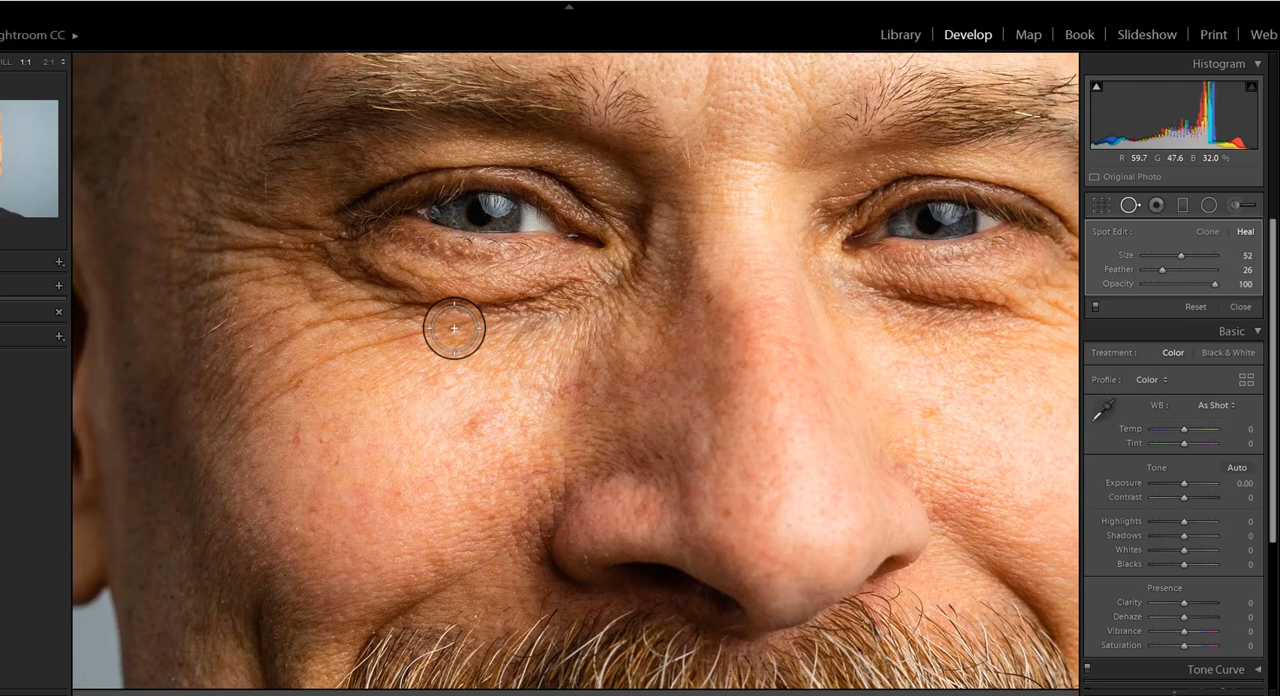 ghtroom CC ▸
Library | Develop | Map | Book | Slideshow | Print | Web
ILL 1:1 2:1
Histogram
R 59.7 G 47.6 B 32.0 %
Original Photo
Spot Edit : Clone Heal
Size 52
Feather 26
Opacity 100
Reset Close
Basic
Treatment : Color Black & White
Profile : Color
WB : As Shot
Temp 0
Tint 0
Tone Auto
Exposure 0.00
Contrast 0
Highlights 0
Shadows 0
Whites 0
Blacks 0
Presence
Clarity 0
Dehaze 0
Vibrance 0
Saturation 0
Tone Curve